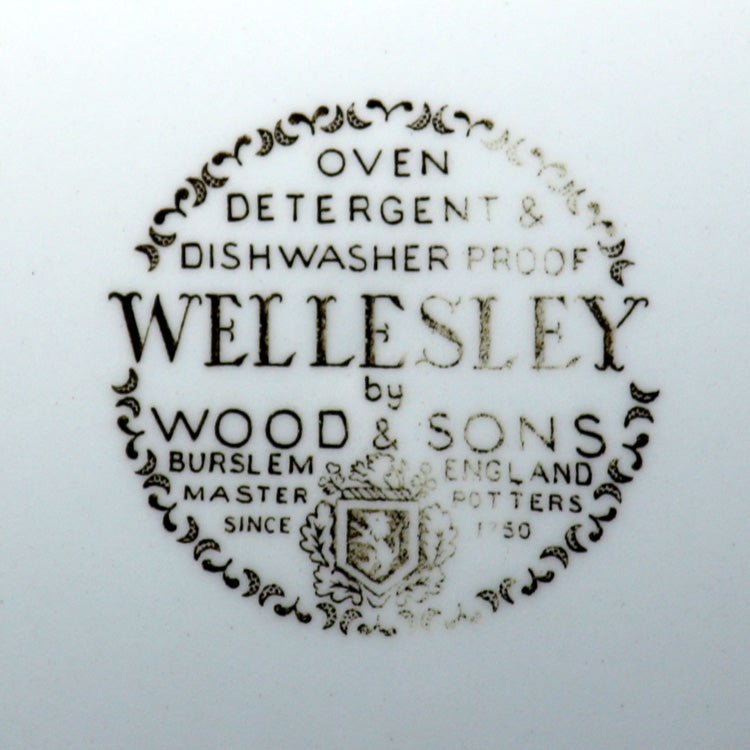 OVEN
DETERGENT &
DISHWASHER PROOF
WELLESLEY
by
WOOD & SONS
BURSLEM ENGLAND
MASTER POTTERS
SINCE 1750